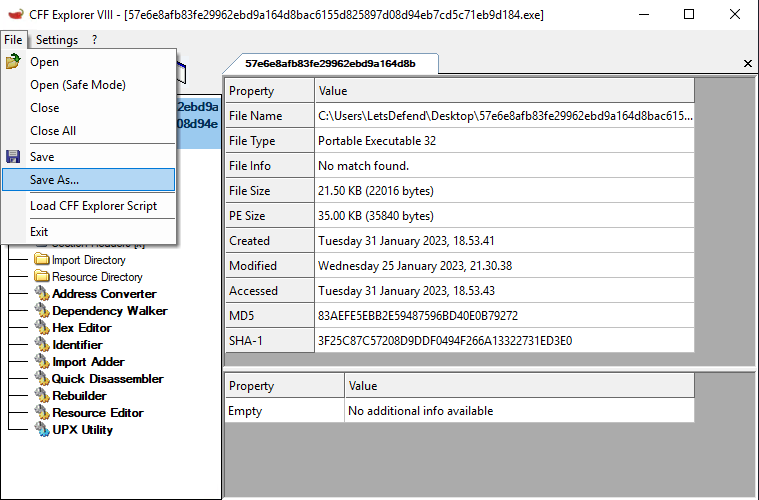 CFF Explorer VIII - [57e6e8afb83fe29962ebd9a164d8bac6155d825897d08d94eb7cd5c71eb9d184.exe]
File Settings ?
Open
Open (Safe Mode)
Close
Close All
Save
Save As...
Load CFF Explorer Script
Exit
2ebd9a
08d94e
Import Directory
Resource Directory
Address Converter
Dependency Walker
Hex Editor
Identifier
Import Adder
Quick Disassembler
Rebuilder
Resource Editor
UPX Utility
57e6e8afb83fe29962ebd9a164d8b
Property Value
File Name C:\Users\LetsDefend\Desktop\57e6e8afb83fe29962ebd9a164d8bac615...
File Type Portable Executable 32
File Info No match found.
File Size 21.50 KB (22016 bytes)
PE Size 35.00 KB (35840 bytes)
Created Tuesday 31 January 2023, 18.53.41
Modified Wednesday 25 January 2023, 21.30.38
Accessed Tuesday 31 January 2023, 18.53.43
MD5 83AEFE5EBB2E59487596BD40E0B79272
SHA-1 3F25C87C57208D9DDF0494F266A13322731ED3E0
Property Value
Empty No additional info available